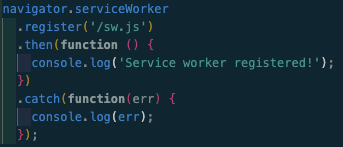 navigator.serviceWorker
  .register('/sw.js')
  .then(function () {
    console.log('Service worker registered!');
  })
  .catch(function(err) {
    console.log(err);
  });